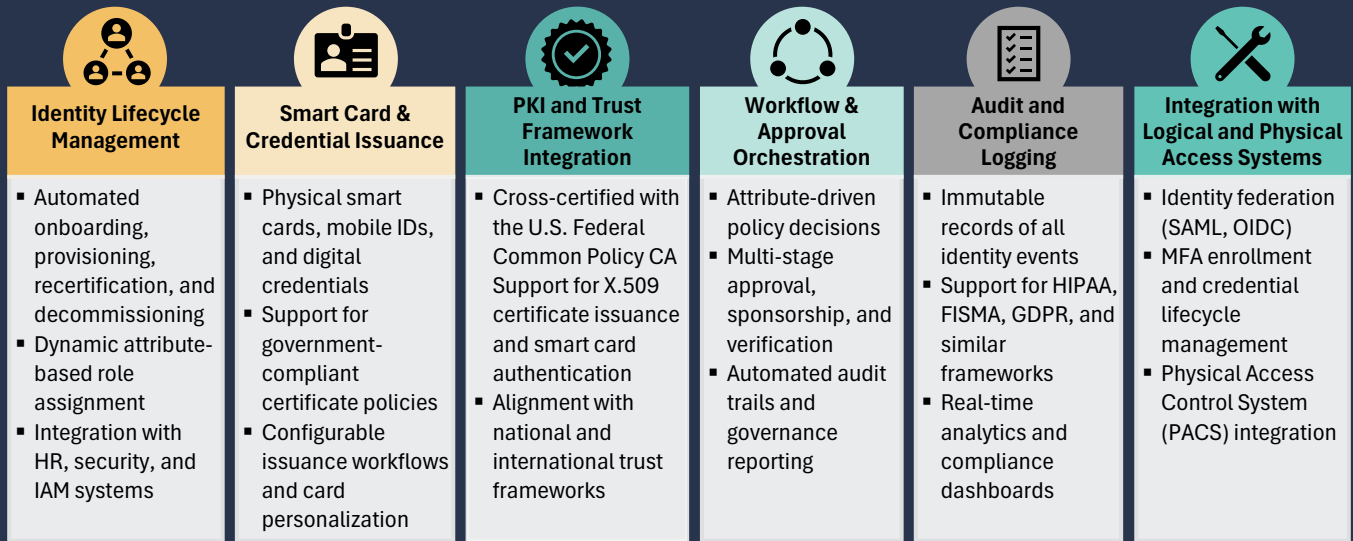 Identity Lifecycle
Management
▪ Automated
onboarding,
provisioning,
recertification, and
decommissioning
▪ Dynamic attribute-
based role
assignment
▪ Integration with
HR, security, and
IAM systems
Smart Card &
Credential Issuance
▪ Physical smart
cards, mobile IDs,
and digital
credentials
▪ Support for
government-
compliant
certificate policies
▪ Configurable
issuance workflows
and card
personalization
PKI and Trust
Framework
Integration
▪ Cross-certified with
the U.S. Federal
Common Policy CA
Support for X.509
certificate issuance
and smart card
authentication
▪ Alignment with
national and
international trust
frameworks
Workflow &
Approval
Orchestration
▪ Attribute-driven
policy decisions
▪ Multi-stage
approval,
sponsorship, and
verification
▪ Automated audit
trails and
governance
reporting
Audit and
Compliance
Logging
▪ Immutable
records of all
identity events
▪ Support for HIPAA,
FISMA, GDPR, and
similar
frameworks
▪ Real-time
analytics and
compliance
dashboards
Integration with
Logical and Physical
Access Systems
▪ Identity federation
(SAML, OIDC)
▪ MFA enrollment
and credential
lifecycle
management
▪ Physical Access
Control System
(PACS) integration